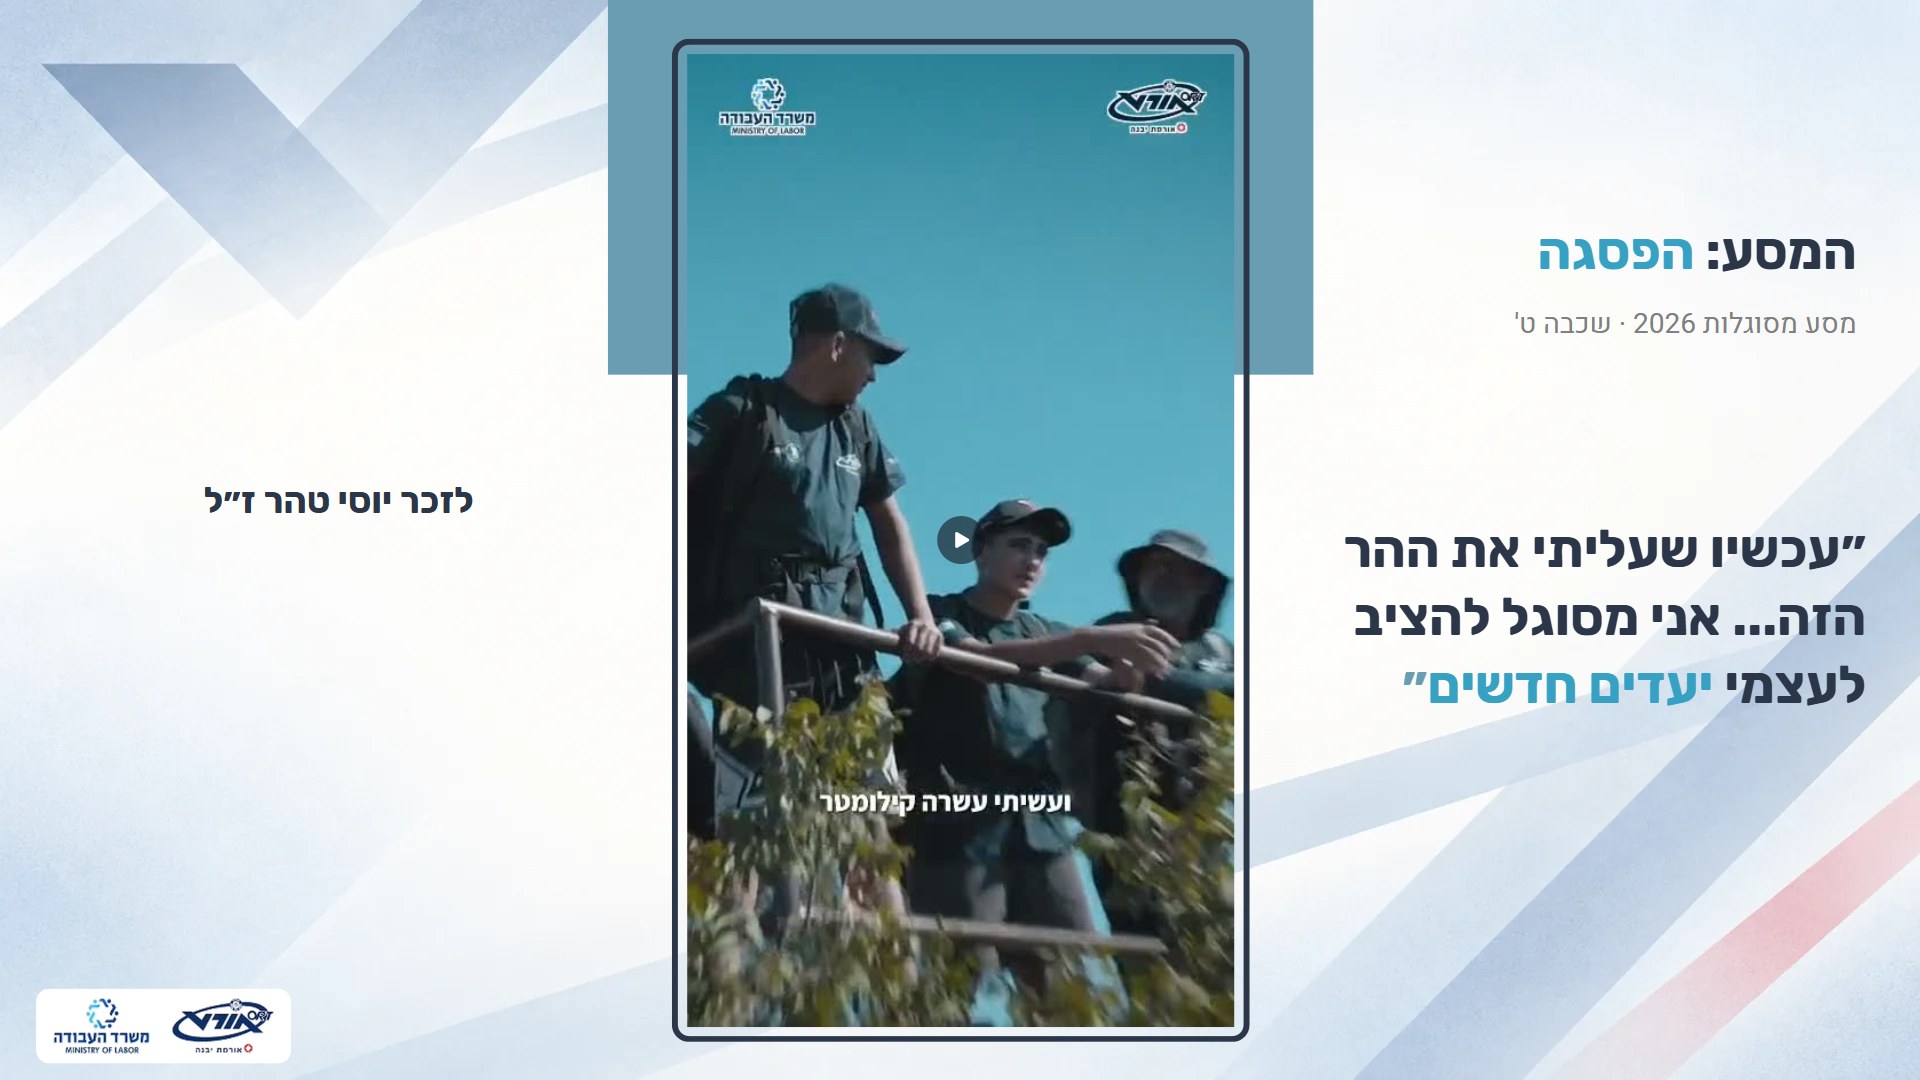 משרד העבודה
MINISTRY OF LABOR
אורט ORT
אורמת יבנה
המסע: הפסגה
מסע מסוגלות 2026 · שכבה ט'
לזכר יוסי טהר ז״ל
״עכשיו שעליתי את ההר
הזה... אני מסוגל להציב
לעצמי יעדים חדשים״
ועשיתי עשרה קילומטר
משרד העבודה
MINISTRY OF LABOR
אורט ORT
אורמת יבנה